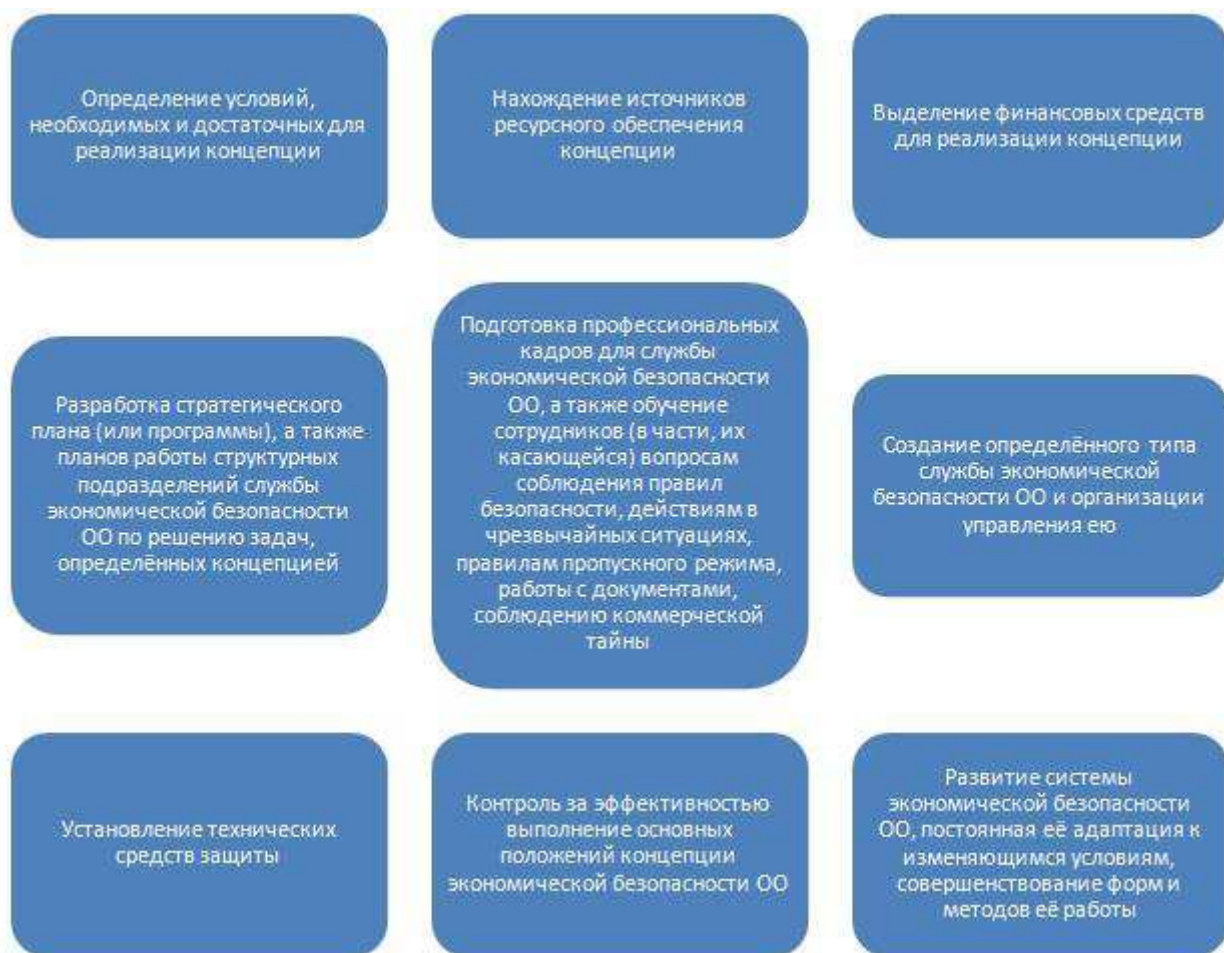 Определение условий,
необходимых и достаточных для
реализации концепции
Нахождение источников
ресурсного обеспечения
концепции
Выделение финансовых средств
для реализации концепции
Разработка стратегического
плана (или программы), а также
планов работы структурных
подразделений службы
экономической безопасности
ОО по решению задач,
определённых концепцией
Подготовка профессиональных
кадров для службы
экономической безопасности
ОО, а также обучение
сотрудников (в части, их
касающейся) вопросам
соблюдения правил
безопасности, действиям в
чрезвычайных ситуациях,
правилам пропускного режима,
работы с документами,
соблюдению коммерческой
тайны
Создание определённого типа
службы экономической
безопасности ОО и организации
управления ею
Установление технических
средств защиты
Контроль за эффективностью
выполнение основных
положений концепции
экономической безопасности ОО
Развитие системы
экономической безопасности
ОО, постоянная её адаптация к
изменяющимся условиям,
совершенствование форм и
методов её работы